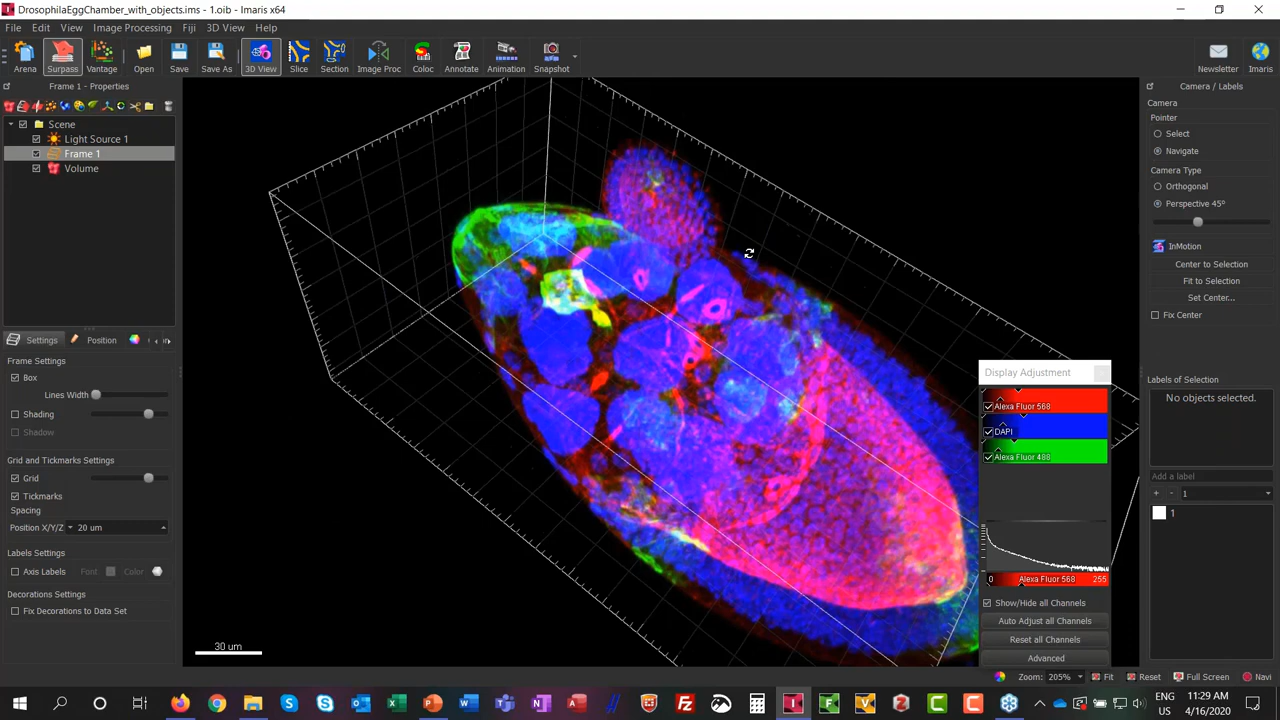 DrosophilaEggChamber_with_objects.ims - 1.oib - Imaris x64
File Edit View Image Processing Fiji 3D View Help
Arena Surpass Vantage Open Save Save As 3D View Slice Section Image Proc Coloc Annotate Animation Snapshot Newsletter Imaris
Frame 1 - Properties
Scene
Light Source 1
Frame 1
Volume
Settings Position
Frame Settings
Box
Lines Width
Shading
Shadow
Grid and Tickmarks Settings
Grid
Tickmarks
Spacing
Position X/Y/Z 20 um
Labels Settings
Axis Labels Font Color
Decorations Settings
Fix Decorations to Data Set
30 um
Display Adjustment
Alexa Fluor 568
DAPI
Alexa Fluor 488
0 Alexa Fluor 568 255
Show/Hide all Channels
Auto Adjust all Channels
Reset all Channels
Advanced
Camera / Labels
Camera
Pointer
Select
Navigate
Camera Type
Orthogonal
Perspective 45º
InMotion
Center to Selection
Fit to Selection
Set Center...
Fix Center
Labels of Selection
No objects selected.
Add a label
+ - 1
1
Zoom: 205% Fit Reset Full Screen Navi
ENG
US
11:29 AM
4/16/2020